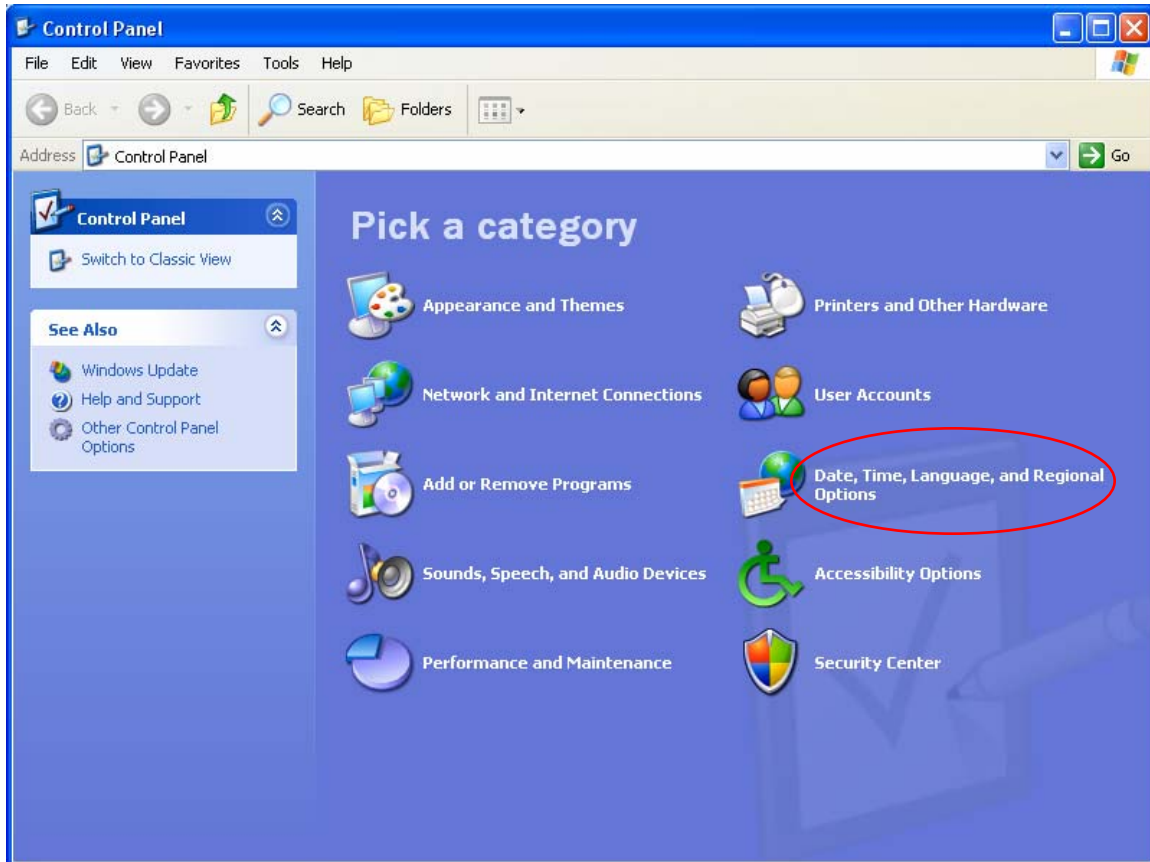 Control Panel
File Edit View Favorites Tools Help
Back Search Folders
Address Control Panel Go
Control Panel
Switch to Classic View
See Also
Windows Update
Help and Support
Other Control Panel
Options
Pick a category
Appearance and Themes
Printers and Other Hardware
Network and Internet Connections
User Accounts
Add or Remove Programs
Date, Time, Language, and Regional
Options
Sounds, Speech, and Audio Devices
Accessibility Options
Performance and Maintenance
Security Center